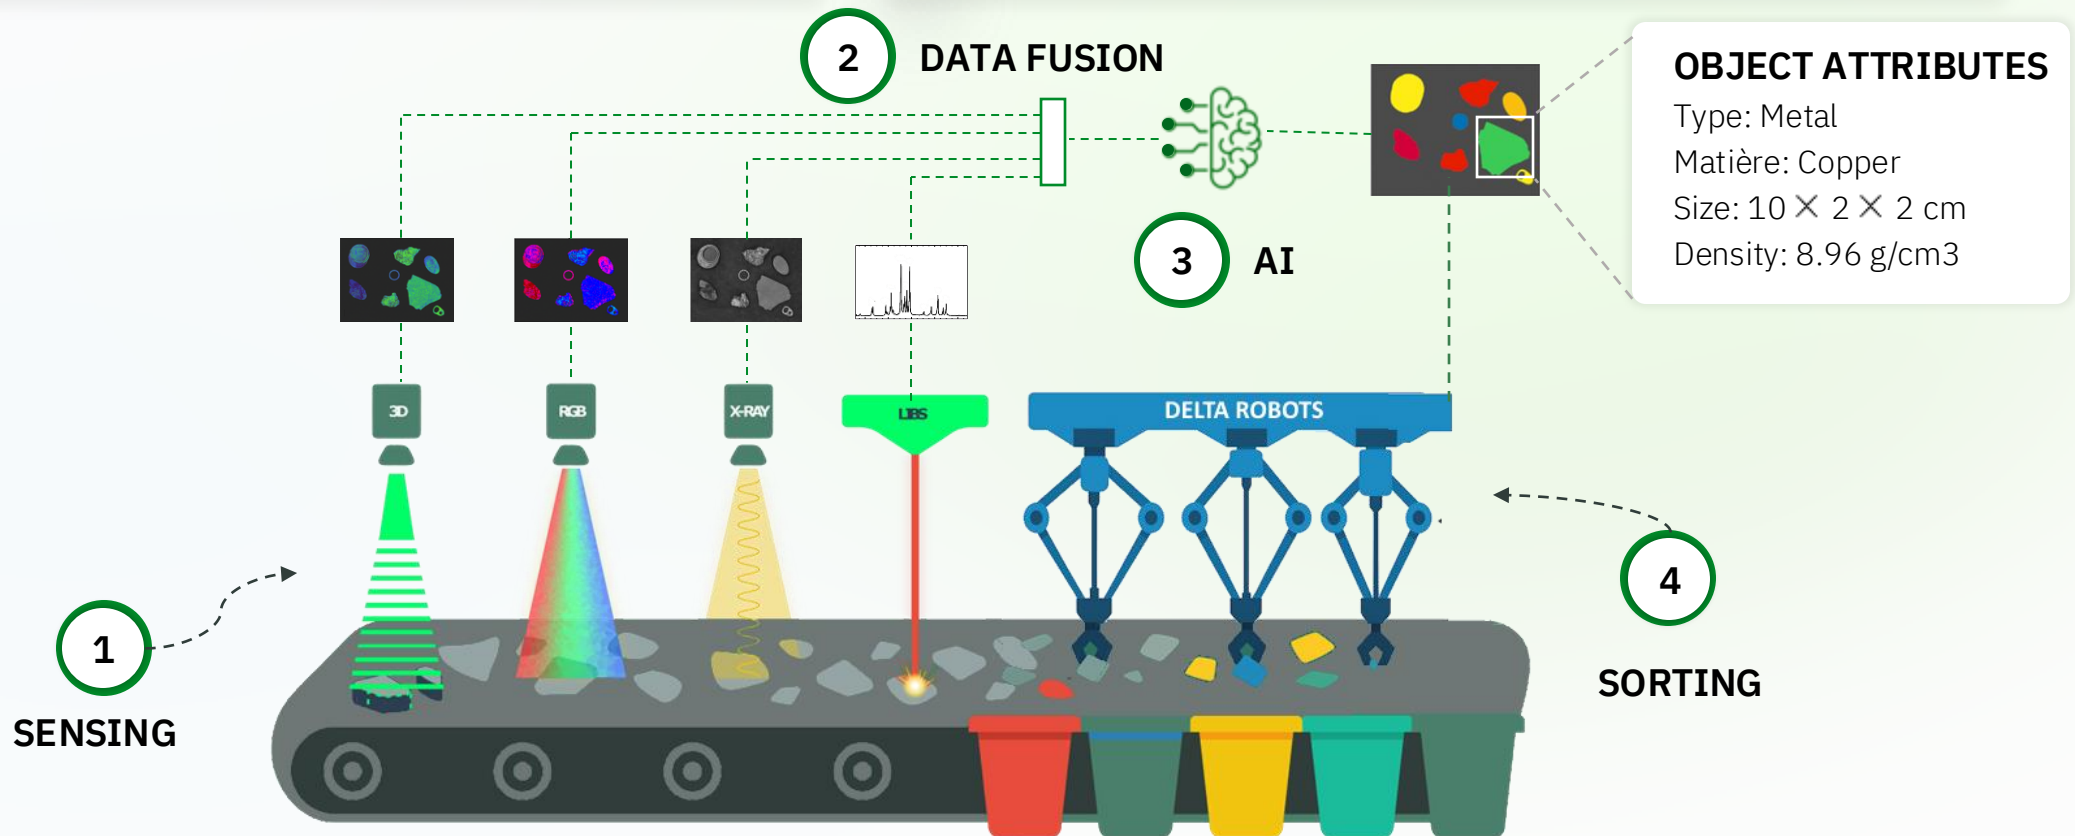 2
DATA FUSION
OBJECT ATTRIBUTES
Type: Metal
Matière: Copper
Size: 10 × 2 × 2 cm
Density: 8.96 g/cm3
3
AI
3D
RGB
X-RAY
LIBS
DELTA ROBOTS
1
SENSING
4
SORTING